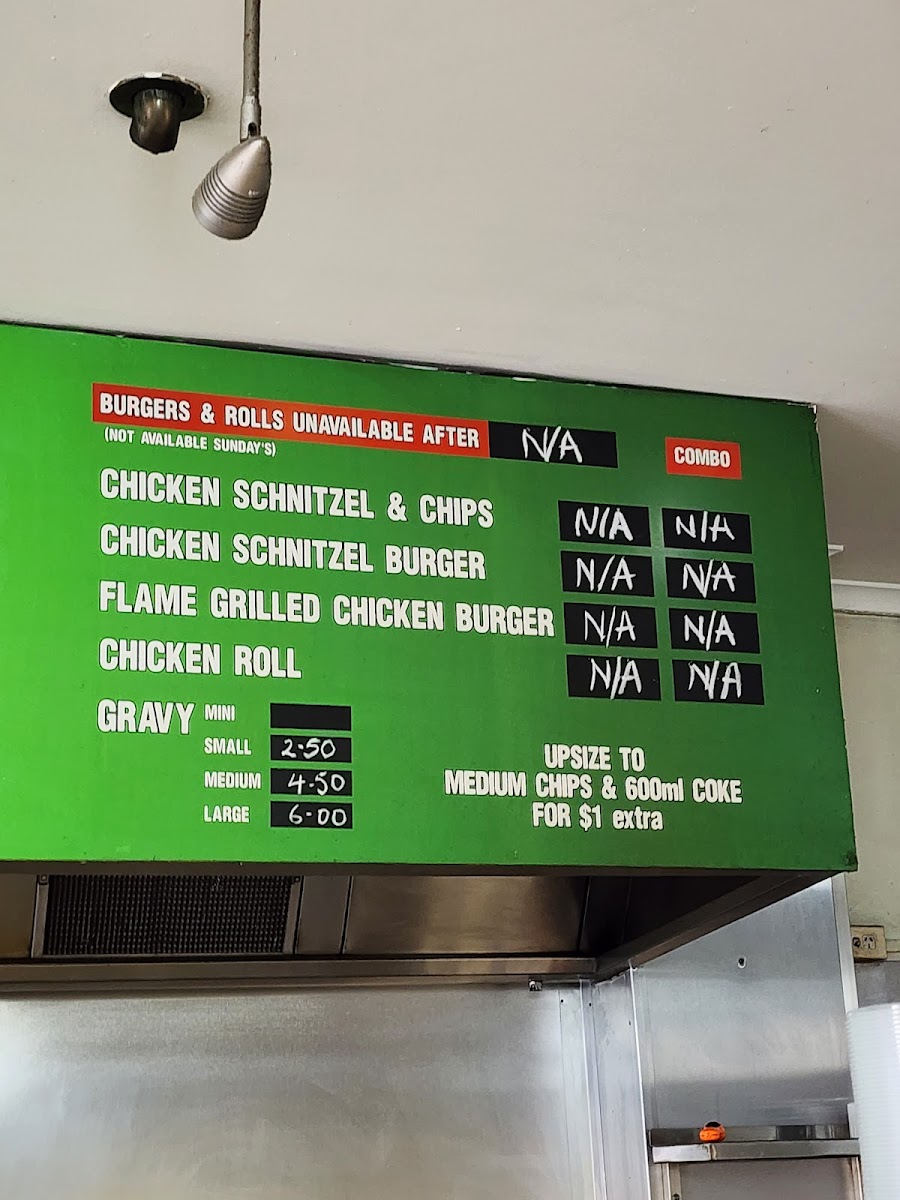 BURGERS & ROLLS UNAVAILABLE AFTER N/A
(NOT AVAILABLE SUNDAY'S)
COMBO
CHICKEN SCHNITZEL & CHIPS N/A N/A
CHICKEN SCHNITZEL BURGER N/A N/A
FLAME GRILLED CHICKEN BURGER N/A N/A
CHICKEN ROLL N/A N/A
GRAVY MINI
SMALL 2-50
MEDIUM 4-50
LARGE 6-00
UPSIZE TO
MEDIUM CHIPS & 600ml COKE
FOR $1 extra